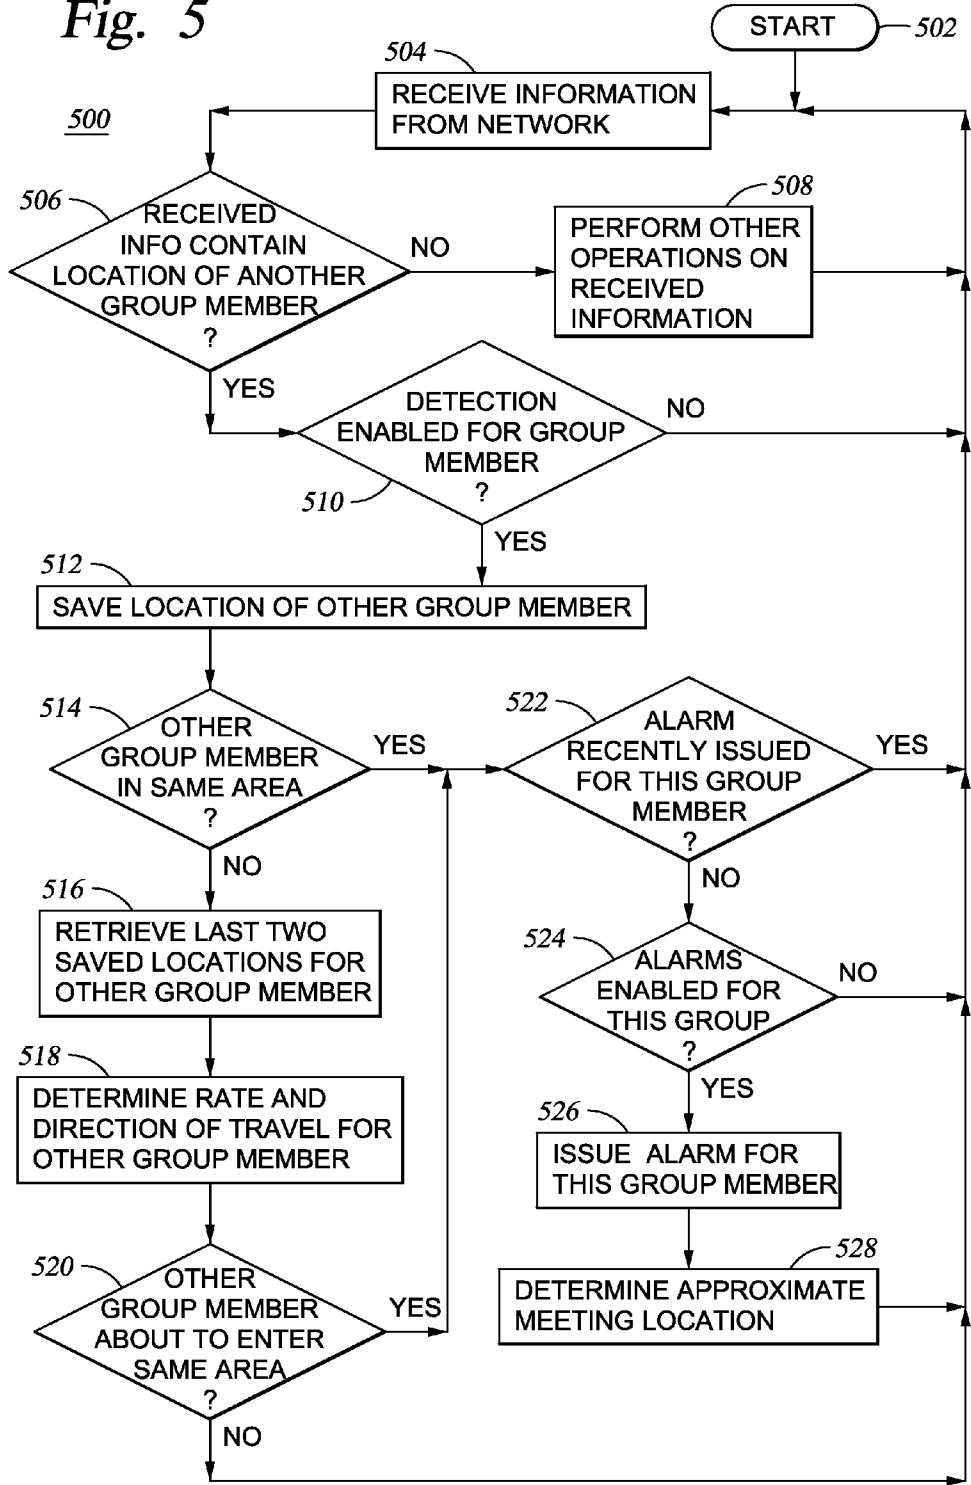 Fig. 5
START
502
504
RECEIVE INFORMATION
FROM NETWORK
500
506
RECEIVED
INFO CONTAIN
LOCATION OF ANOTHER
GROUP MEMBER
?
NO
508
PERFORM OTHER
OPERATIONS ON
RECEIVED
INFORMATION
YES
DETECTION
ENABLED FOR GROUP
MEMBER
?
NO
510
YES
512
SAVE LOCATION OF OTHER GROUP MEMBER
514
OTHER
GROUP MEMBER
IN SAME AREA
?
YES
522
ALARM
RECENTLY ISSUED
FOR THIS GROUP
MEMBER
?
YES
NO
NO
516
RETRIEVE LAST TWO
SAVED LOCATIONS FOR
OTHER GROUP MEMBER
524
ALARMS
ENABLED FOR
THIS GROUP
?
NO
YES
518
DETERMINE RATE AND
DIRECTION OF TRAVEL FOR
OTHER GROUP MEMBER
526
ISSUE ALARM FOR
THIS GROUP MEMBER
520
OTHER
GROUP MEMBER
ABOUT TO ENTER
SAME AREA
?
YES
528
DETERMINE APPROXIMATE
MEETING LOCATION
NO